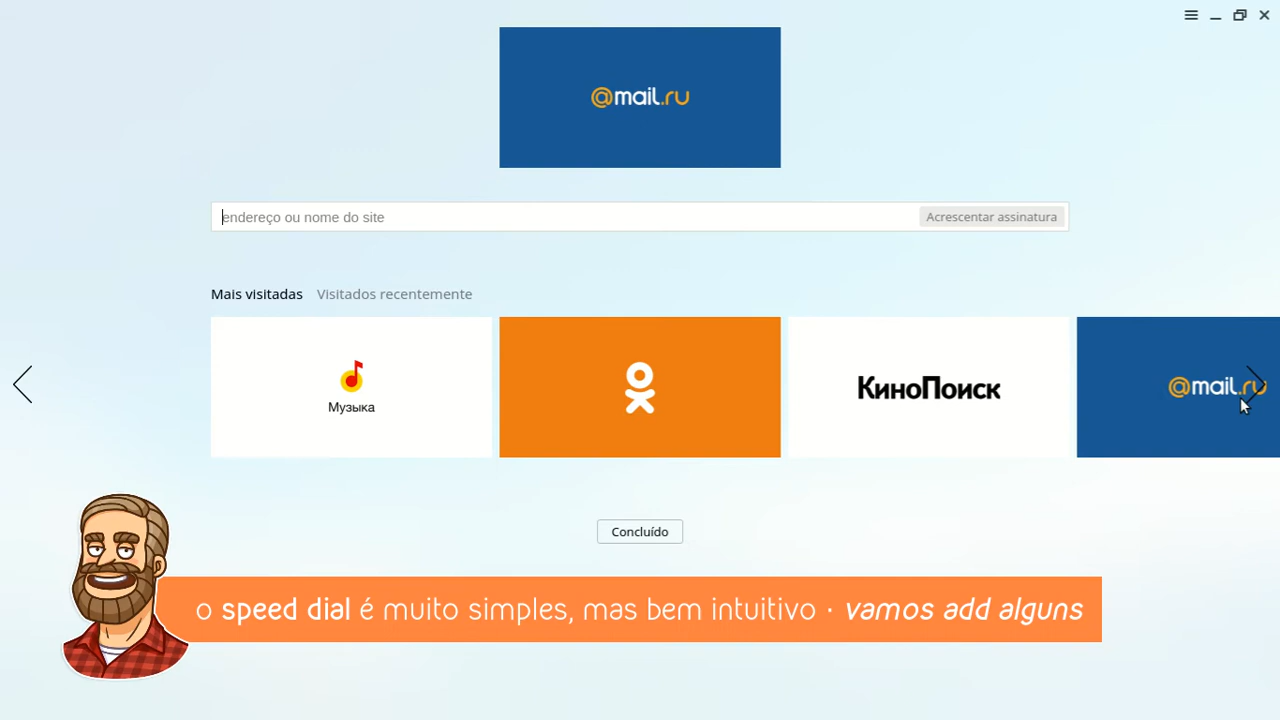 @mail.ru
endereço ou nome do site
Acrescentar assinatura
Mais visitadas Visitados recentemente
Музыка
КиноПоиск
@mail.ru
Concluído
o speed dial é muito simples, mas bem intuitivo · vamos add alguns